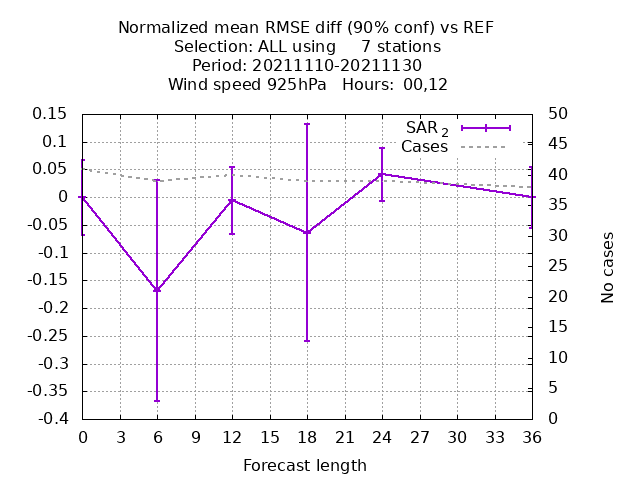 Normalized mean RMSE diff (90% conf) vs REF
Selection: ALL using 7 stations
Period: 20211110-20211130
Wind speed 925hPa Hours: 00,12
SAR 2
Cases
0.15
0.1
0.05
0
-0.05
-0.1
-0.15
-0.2
-0.25
-0.3
-0.35
-0.4
50
45
40
35
30
25
20
15
10
5
0
No cases
0 3 6 9 12 15 18 21 24 27 30 33 36
Forecast length